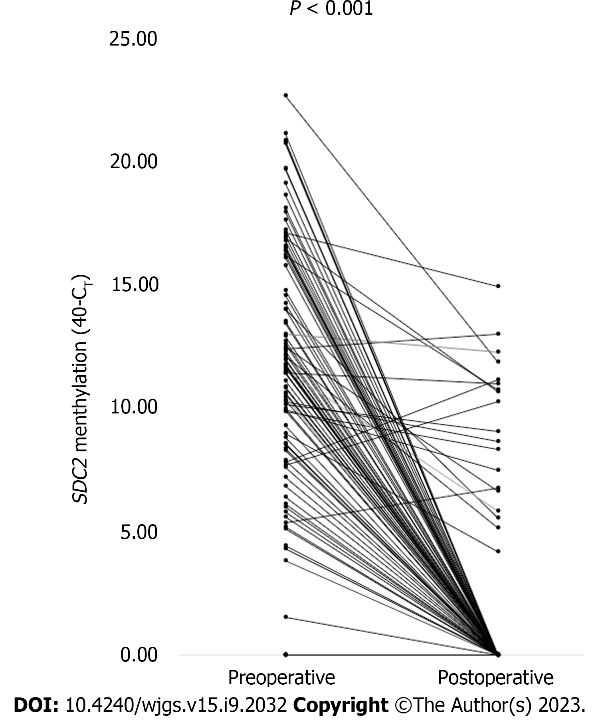 P < 0.001
25.00
20.00
15.00
10.00
5.00
0.00
SDC2 menthylation (40-CT)
Preoperative Postoperative
DOI: 10.4240/wjgs.v15.i9.2032 Copyright ©The Author(s) 2023.